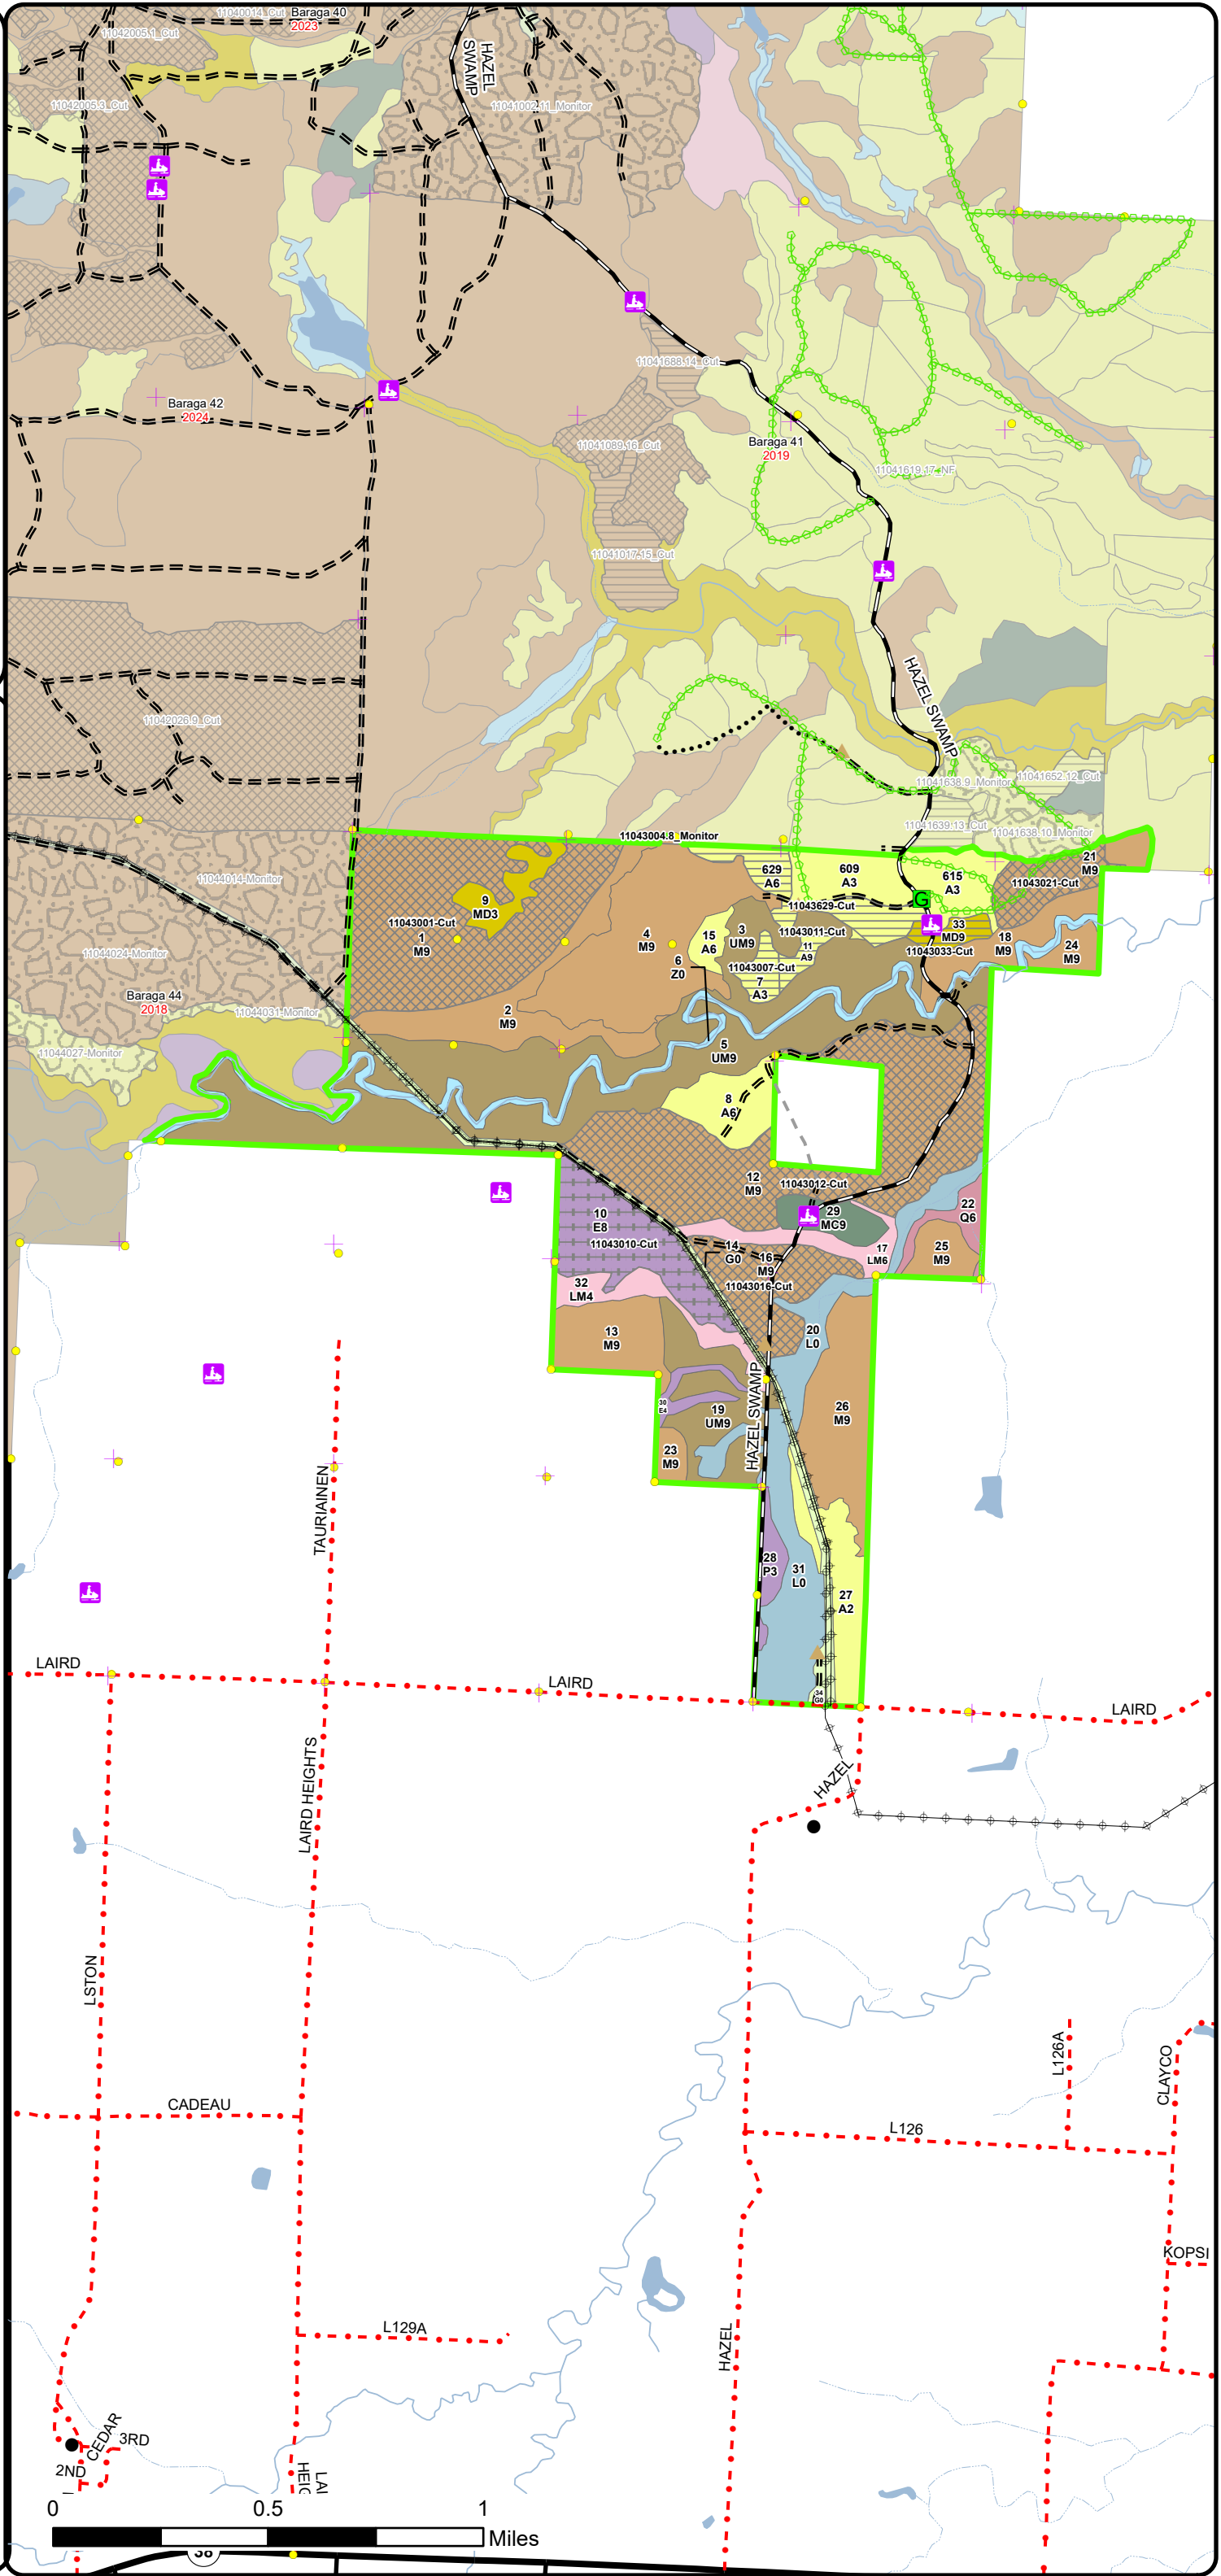 11040014_Cut
Baraga 40
2023
11042005.1_Cut
HAZEL
SWAMP
11042005.3_Cut
11041002.11_Monitor
11041688.14_Cut
Baraga 42
2024
11041089.16_Cut
Baraga 41
2019
11041619.17_NF
11041017.15_Cut
HAZEL SWAMP
11042026.9_Cut
11041652.12_Cut
11041638.9_Monitor
11041639.13_Cut
11041638.10_Monitor
11043004.8_Monitor
21
M9
629
A6
609
A3
615
A3
11044014-Monitor
11043021-Cut
9
MD3
G
11043629-Cut
11043001-Cut
1
M9
4
M9
15
A6
3
UM9
11043011-Cut
11
A9
33
MD9
18
M9
24
M9
11044024-Monitor
6
Z0
11043007-Cut
7
A3
11043033-Cut
Baraga 44
2018
11044031-Monitor
2
M9
5
UM9
11044027-Monitor
8
A6
12
M9
11043012-Cut
10
E8
11043010-Cut
29
MC9
22
Q6
14
G0
16
M9
17
LM6
25
M9
11043016-Cut
32
LM4
13
M9
20
L0
HAZEL SWAMP
30
E4
19
UM9
26
M9
23
M9
TAURIAINEN
28
P3
31
L0
27
A2
LAIRD
LAIRD
34
G0
LAIRD
LAIRD HEIGHTS
HAZEL
LSTON
L126A
CLAYCO
CADEAU
L126
KOPSI
L129A
HAZEL
CEDAR
3RD
2ND
LAI
HEIG
0 0.5 1
Miles
38